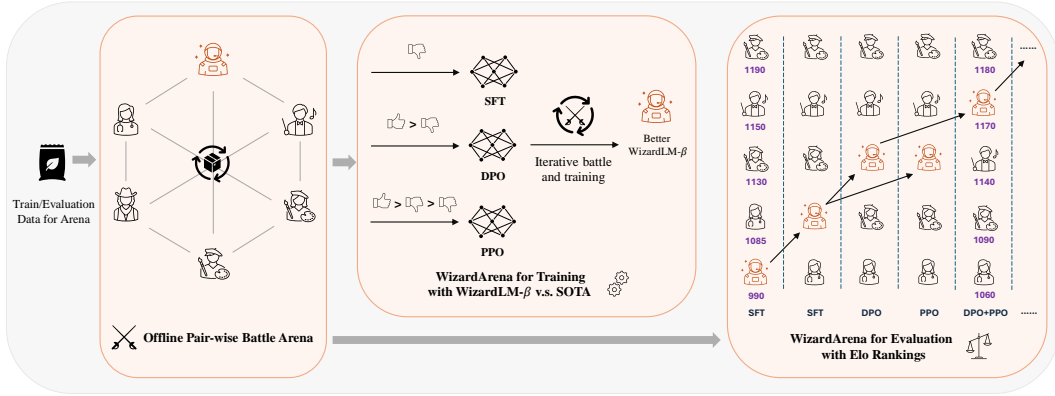 Train/Evaluation
Data for Arena
Offline Pair-wise Battle Arena
SFT
>
DPO
> >
PPO
Iterative battle
and training
Better
WizardLM-β
WizardArena for Training
with WizardLM-β v.s. SOTA
1190
1180
......
1150
1170
1130
1140
1085
1090
990
1060
SFT SFT DPO PPO DPO+PPO ......
WizardArena for Evaluation
with Elo Rankings